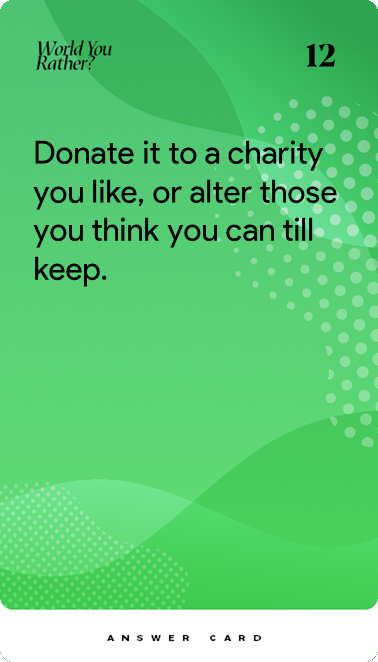 World You
Rather?
12
Donate it to a charity
you like, or alter those
you think you can till
keep.
ANSWER CARD